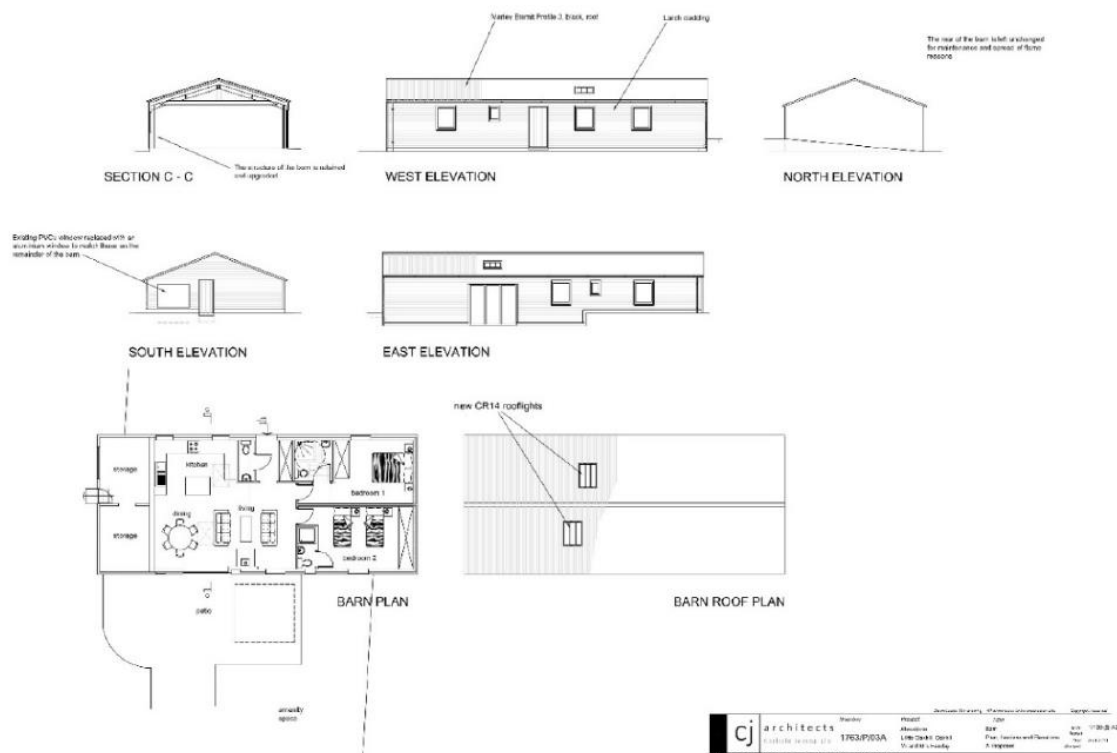 Marley Eternit Profile 3, black, roof
Larch cladding
The rear of the barn is left unchanged
for maintenance and spread of flame
reasons
The structure of the barn is retained
and upgraded
SECTION C - C
WEST ELEVATION
NORTH ELEVATION
Existing PVCu window replaced with an
aluminium window to match those on the
remainder of the barn
SOUTH ELEVATION
EAST ELEVATION
new CR14 rooflights
storage
kitchen
bedroom 1
storage
dining
living
bedroom 2
BARN PLAN
BARN ROOF PLAN
patio
amenity
space
cj architects
1763/P/03A
Project